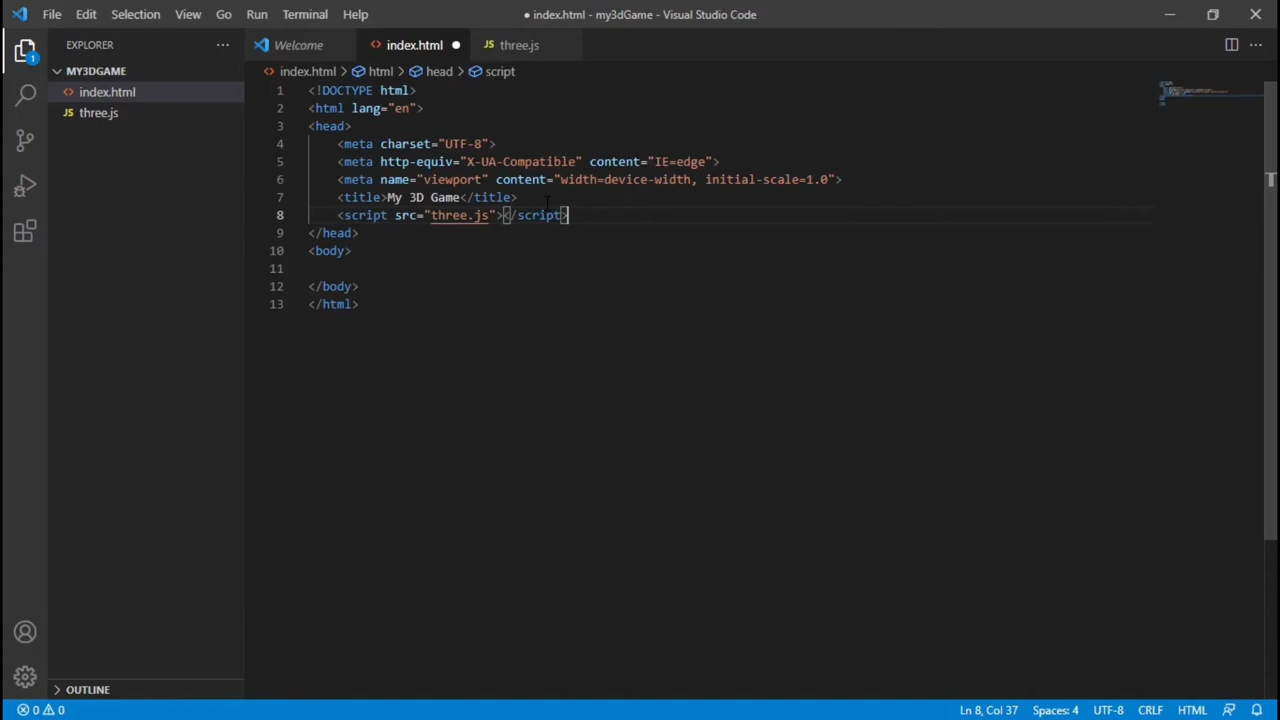 File Edit Selection View Go Run Terminal Help
● index.html - my3dGame - Visual Studio Code
EXPLORER
Welcome index.html three.js
MY3DGAME
index.html > html > head > script
index.html
three.js
1
1 <!DOCTYPE html>
2 <html lang="en">
3 <head>
4 <meta charset="UTF-8">
5 <meta http-equiv="X-UA-Compatible" content="IE=edge">
6 <meta name="viewport" content="width=device-width, initial-scale=1.0">
7 <title>My 3D Game</title>
8 <script src="three.js"></script>
9 </head>
10 <body>
11
12 </body>
13 </html>
OUTLINE
0 0
Ln 8, Col 37 Spaces: 4 UTF-8 CRLF HTML